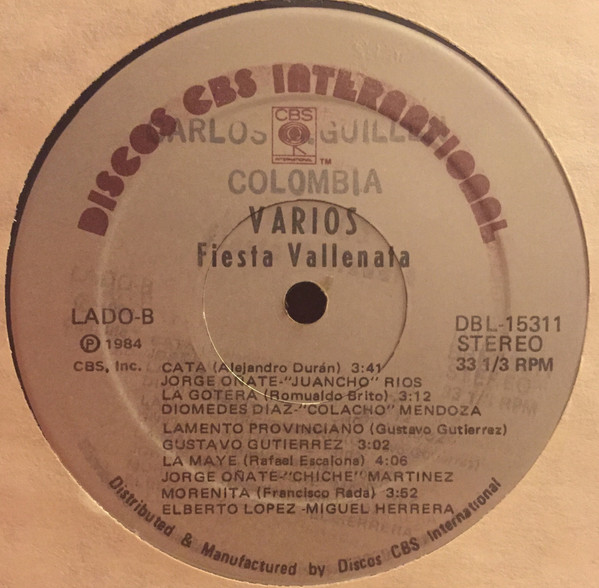 DISCOS CBS INTERNATIONAL
CBS
INTERNATIONAL
TM
CARLOS GUILLEN
COLOMBIA
VARIOS
Fiesta Vallenata
LADO-B
℗ 1984
CBS, Inc.
DBL-15311
STEREO
33 1/3 RPM
CATA (Alejandro Durán) 3:41
JORGE OÑATE-"JUANCHO" RIOS
LA GOTERA (Romualdo Brito) 3:12
DIOMEDES DIAZ-"COLACHO" MENDOZA
LAMENTO PROVINCIANO (Gustavo Gutierrez)
GUSTAVO GUTIERREZ 3:02
LA MAYE (Rafael Escalona) 4:06
JORGE OÑATE-"CHICHE" MARTINEZ
MORENITA (Francisco Rada) 3:52
ELBERTO LOPEZ -MIGUEL HERRERA
Distributed & Manufactured by Discos CBS International